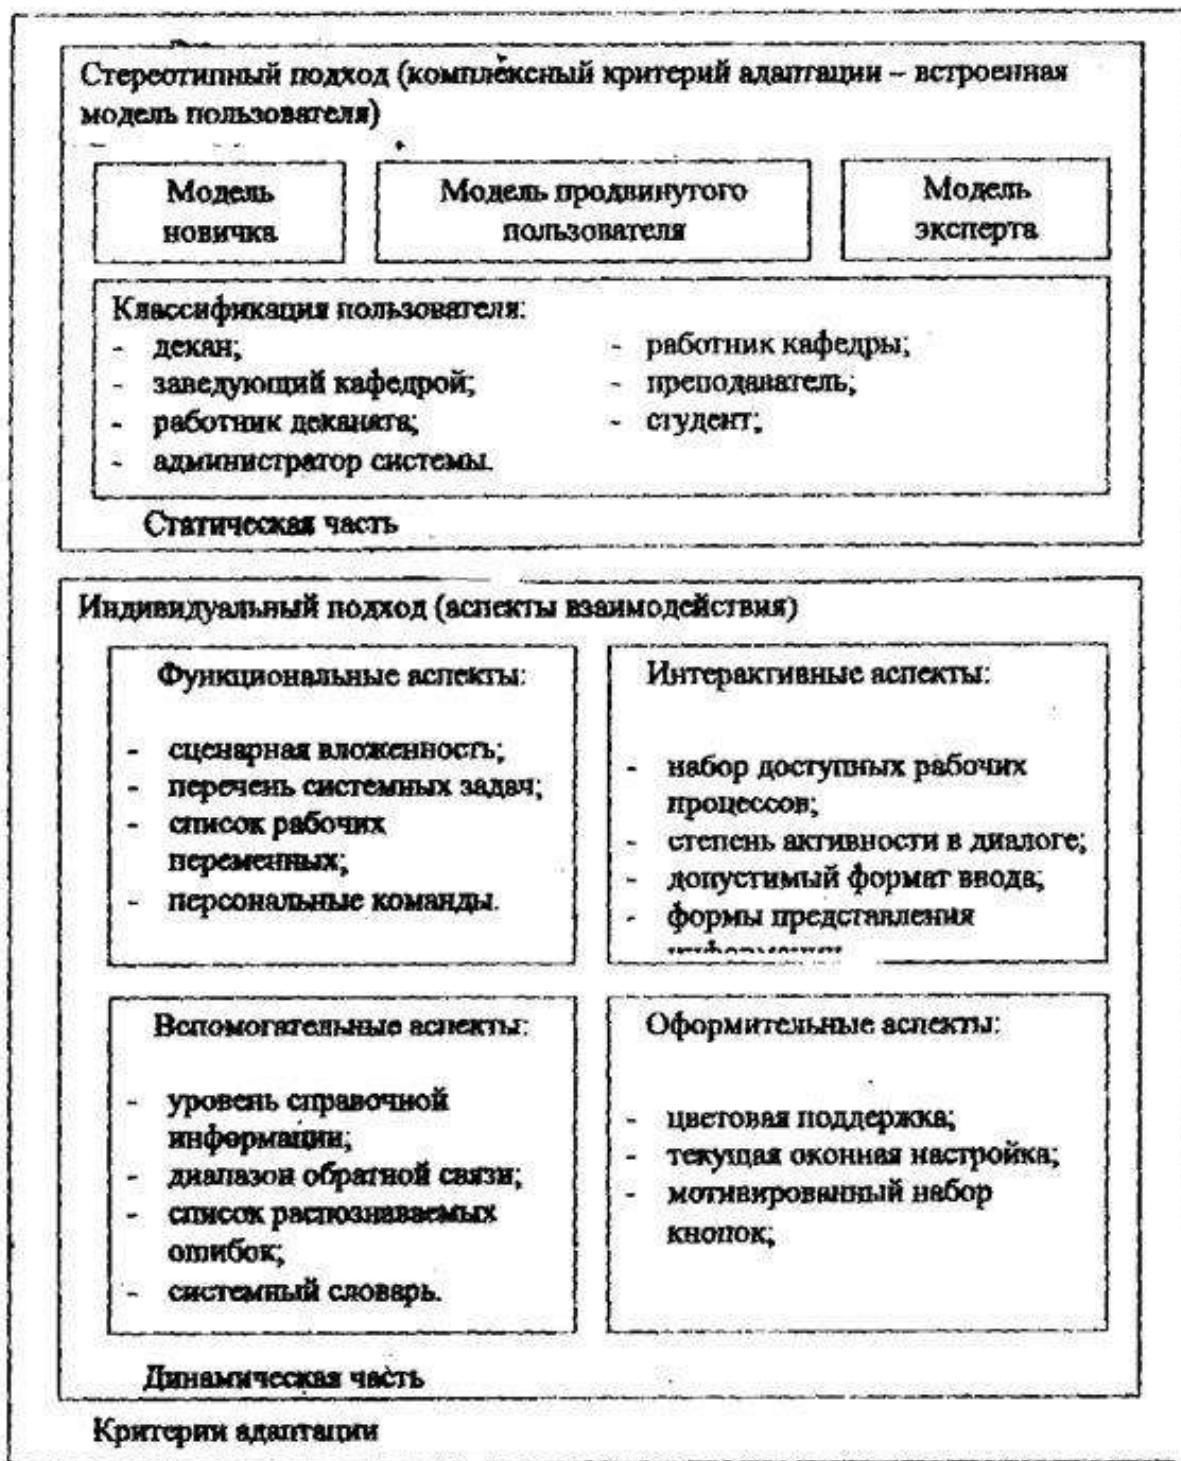 Стереотипный подход (комплексный критерий адаптации – встроенная
модель пользователя)
Модель
новичка
Модель продвинутого
пользователя
Модель
эксперта
Классификация пользователя:
- декан;
- заведующий кафедрой;
- работник деканата;
- администратор системы.
- работник кафедры;
- преподаватель;
- студент;
Статическая часть
Индивидуальный подход (аспекты взаимодействия)
Функциональные аспекты:
- сценарная вложенность;
- перечень системных задач;
- список рабочих
переменных;
- персональные команды.
Интерактивные аспекты:
- набор доступных рабочих
процессов;
- степень активности в диалоге;
- допустимый формат ввода;
- формы представления
Вспомогательные аспекты:
- уровень справочной
информации;
- диапазон обратной связи;
- список распознаваемых
ошибок;
- системный словарь.
Оформительные аспекты:
- цветовая поддержка;
- текущая оконная настройка;
- мотивированный набор
кнопок;
Динамическая часть
Критерии адаптации